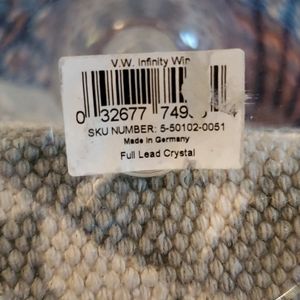 V.W. Infinity Win
0 32677 749
SKU NUMBER: 5-50102-0051
Made in Germany
Full Lead Crystal